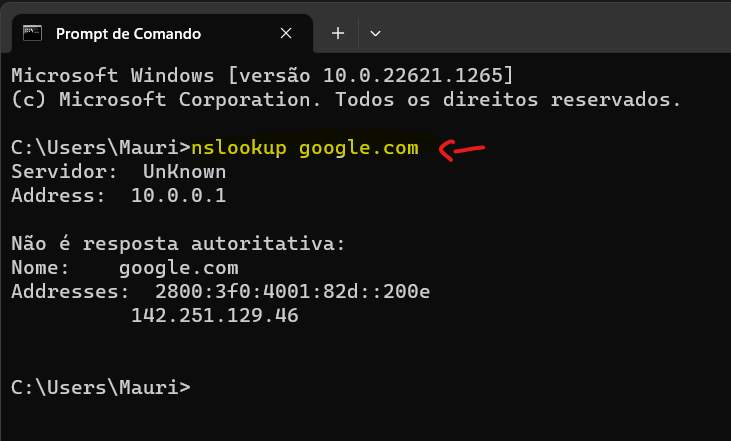 Prompt de Comando
Microsoft Windows [versão 10.0.22621.1265]
(c) Microsoft Corporation. Todos os direitos reservados.
C:\Users\Mauri>nslookup google.com
Servidor:  UnKnown
Address:  10.0.0.1
Não é resposta autoritativa:
Nome:    google.com
Addresses:  2800:3f0:4001:82d::200e
          142.251.129.46
C:\Users\Mauri>